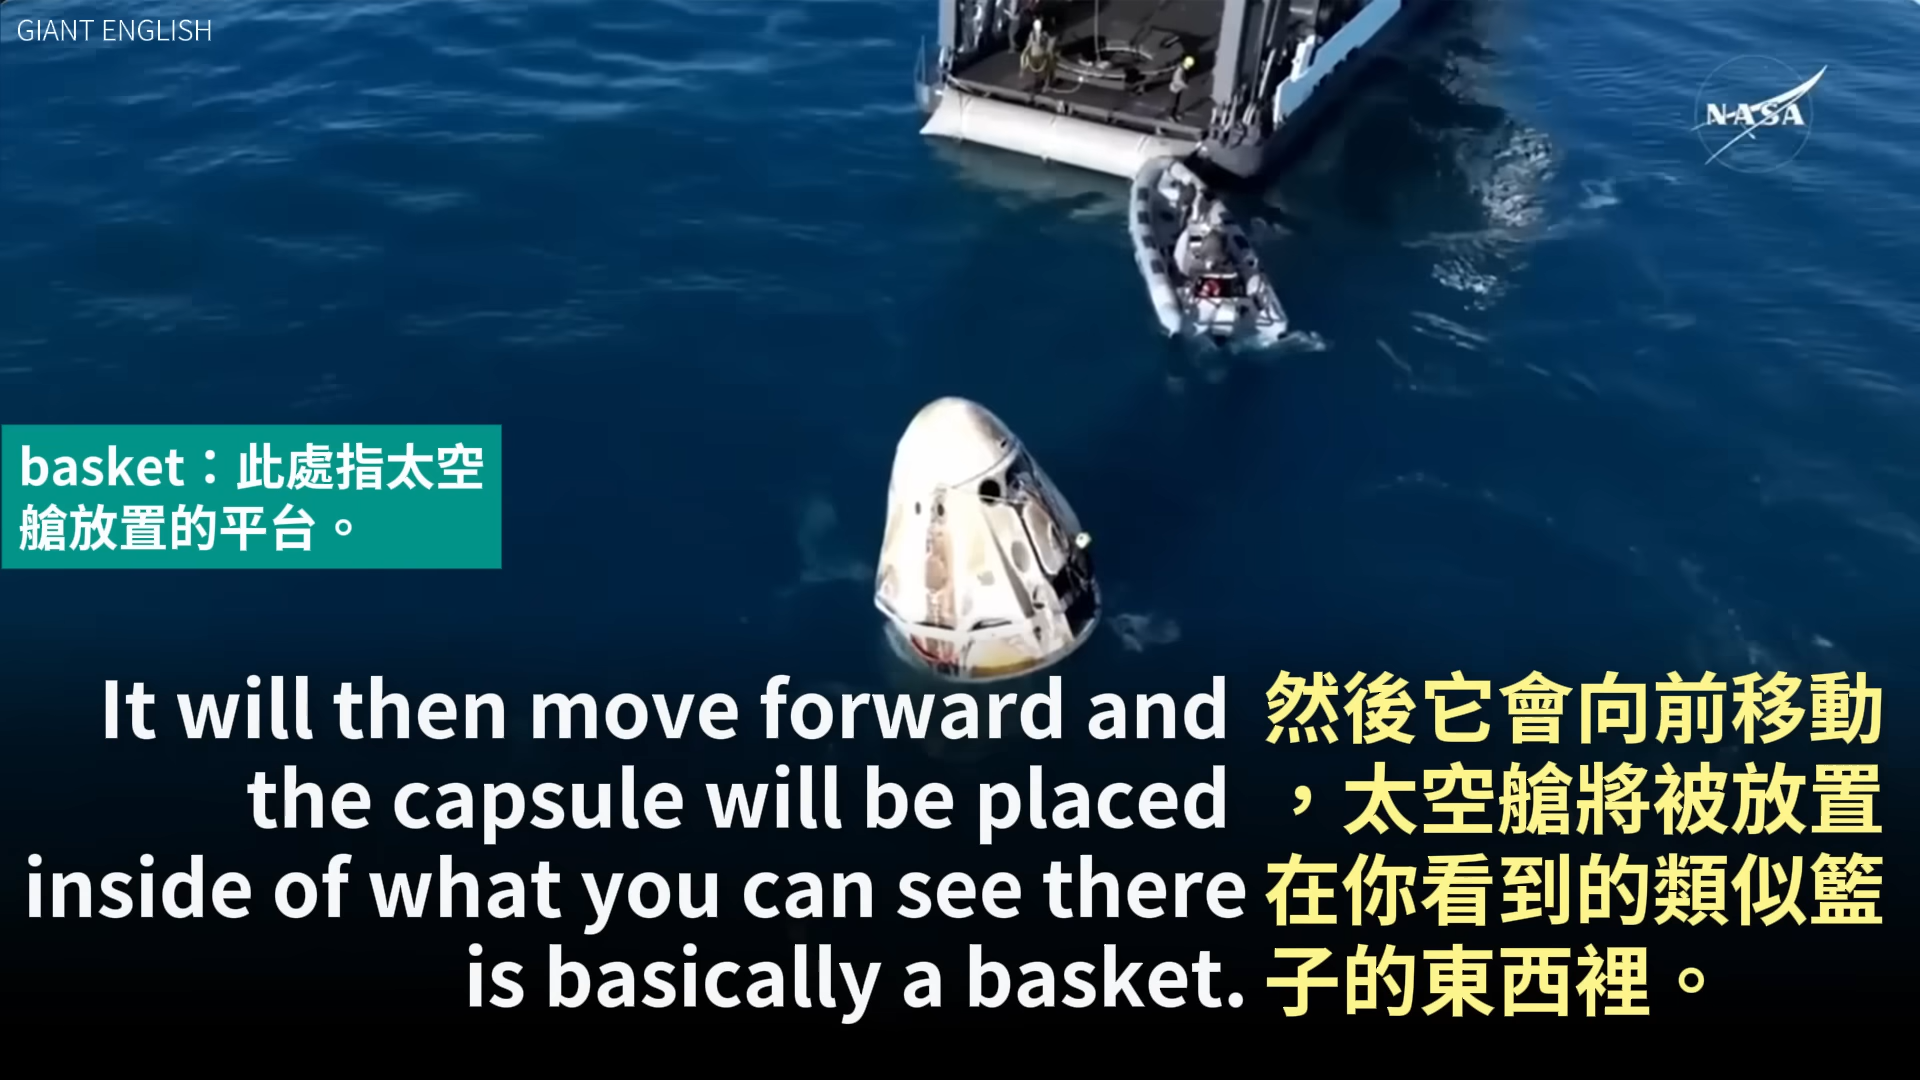 GIANT ENGLISH
NASA
basket：此處指太空
艙放置的平台。
It will then move forward and
the capsule will be placed
inside of what you can see there
is basically a basket.
然後它會向前移動
，太空艙將被放置
在你看到的類似籃
子的東西裡。